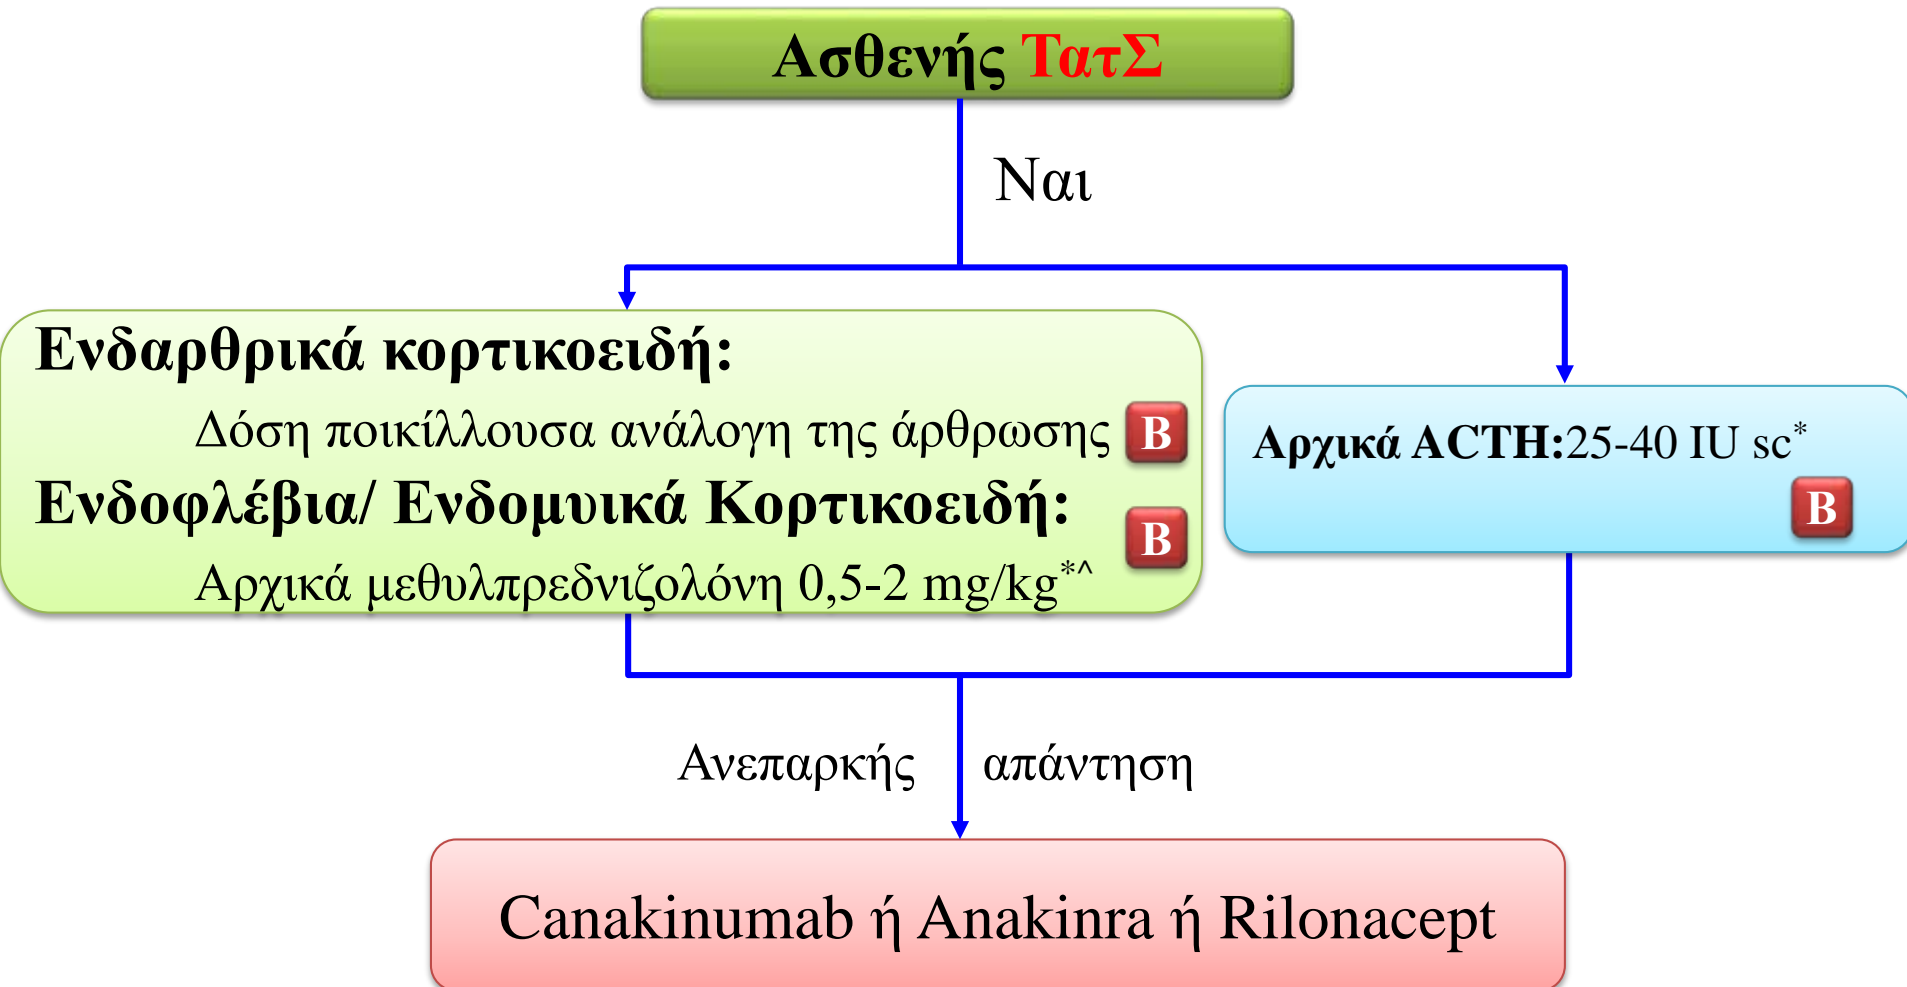 Ασθενής ΤατΣ
Ναι
Ενδαρθρικά κορτικοειδή:
Δόση ποικίλλουσα ανάλογη της άρθρωσης B
Ενδοφλέβια/ Ενδομυικά Κορτικοειδή:
B
Αρχικά μεθυλπρεδνιζολόνη 0,5-2 mg/kg*^
Αρχικά ACTH:25-40 IU sc*
B
Ανεπαρκής απάντηση
Canakinumab ή Anakinra ή Rilonacept